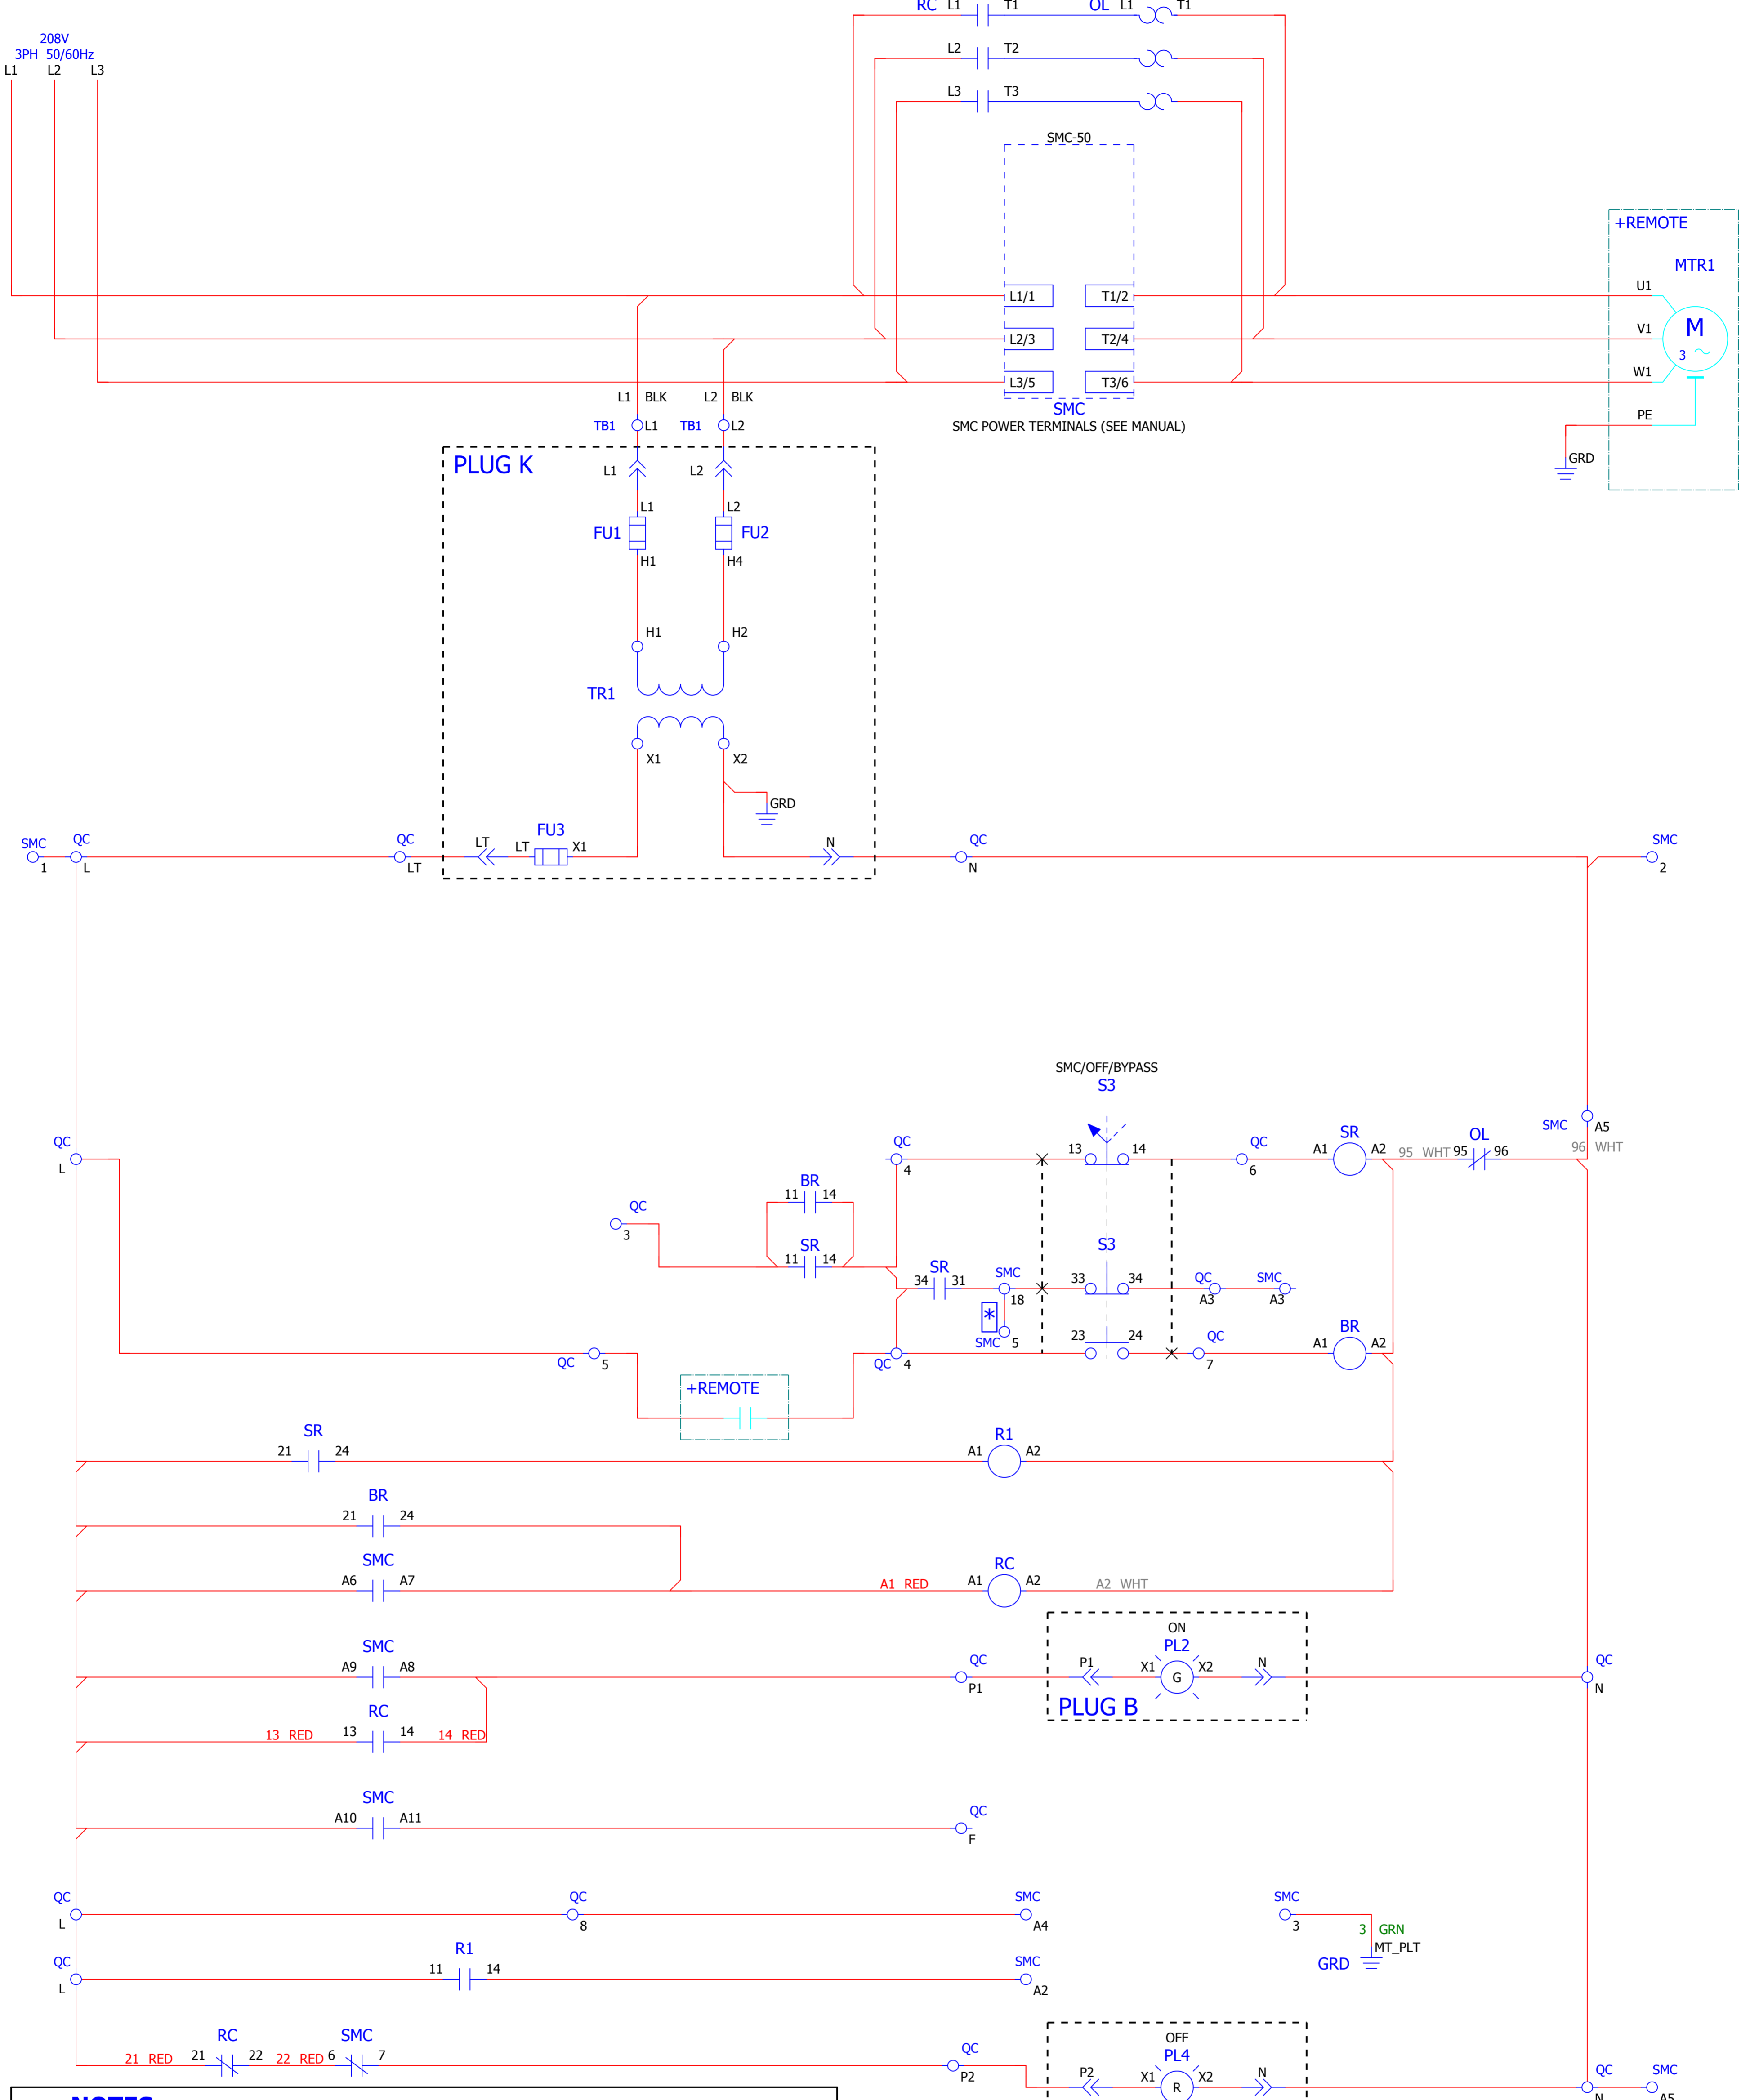 RC L1 T1 OL L1 T1
208V
3PH 50/60Hz
L1 L2 L3
L2 T2
L3 T3
SMC-50
+REMOTE
MTR1
L1/1 T1/2 U1
L2/3 T2/4 V1 M
3
L3/5 T3/6 W1
L1 BLK L2 BLK
SMC
PE
TB1 L1 TB1 L2
SMC POWER TERMINALS (SEE MANUAL)
PLUG K
GRD
L1 L2
L1 L2
FU1 FU2
H1 H4
H1 H2
TR1
X1 X2
GRD
FU3
SMC QC QC LT LT X1 N QC SMC
1 L LT N 2
SMC/OFF/BYPASS
S3
SMC A5
QC QC 13 14 QC SR OL 96 WHT
L 4 6 A1 A2 95 WHT 95 96
BR
11 14
QC
3
SR S3
11 14
SR SMC
34 31 33 34 QC SMC
18 A3 A3
*
SMC 5 23 24 QC BR
A1 A2
QC 5 QC 4 7
+REMOTE
SR R1
21 24 A1 A2
BR
21 24
SMC RC
A6 A7 A1 RED A1 A2 A2 WHT
ON
SMC PL2
A9 A8 QC P1 X1 X2 N QC
G
P1 N
RC PLUG B
13 RED 13 14 14 RED
SMC
A10 A11 QC
F
QC QC SMC SMC
L 8 A4 3
3 GRN
MT_PLT
R1 GRD
QC 11 14 SMC
L A2
RC SMC OFF
21 RED 21 22 22 RED 6 7 QC PL4
P2 P2 X1 X2 N QC SMC
R
N A5
NOTES